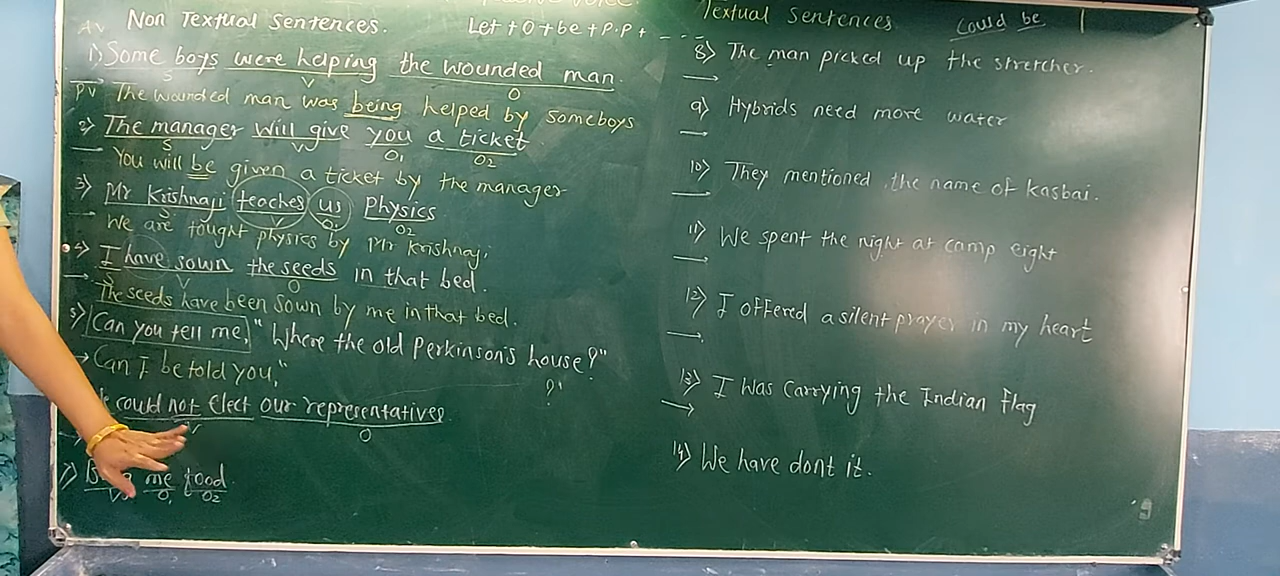 Non Textual Sentences.
Let + O + be + P.P + - - - -
AV
1) Some boys were helping the wounded man.
S V O
PV The wounded man was being helped by someboys
2) The manager will give you a ticket
S V O1 O2
You will be given a ticket by the manager
3) Mr Krishnaji teaches us Physics
S V O1 O2
We are tought physics by Mr Krishnaji
4) I have sown the seeds in that bed.
S V O
The seeds have been sown by me in that bed.
5) Can you tell me, "Where the old Perkinson's house?"
→ Can I be told you," ?"
could not Elect our representatives.
V O
7) me food.
V O1 O2
Textual Sentences.
could be
8) The man picked up the stretcher.
9) Hybrids need more water
10) They mentioned the name of kasbai.
11) We spent the night at camp eight
12) I offered a silent prayer in my heart
13) I was carrying the Indian flag
14) We have dont it.